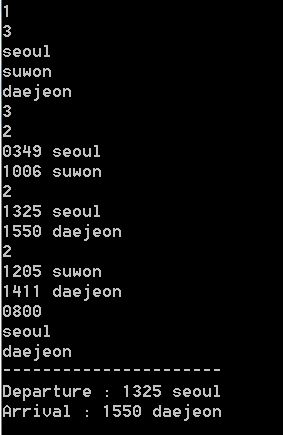 1
3
seoul
suwon
daejeon
3
2
0349 seoul
1006 suwon
2
1325 seoul
1550 daejeon
2
1205 suwon
1411 daejeon
0800
seoul
daejeon
----------------------
Departure : 1325 seoul
Arrival : 1550 daejeon